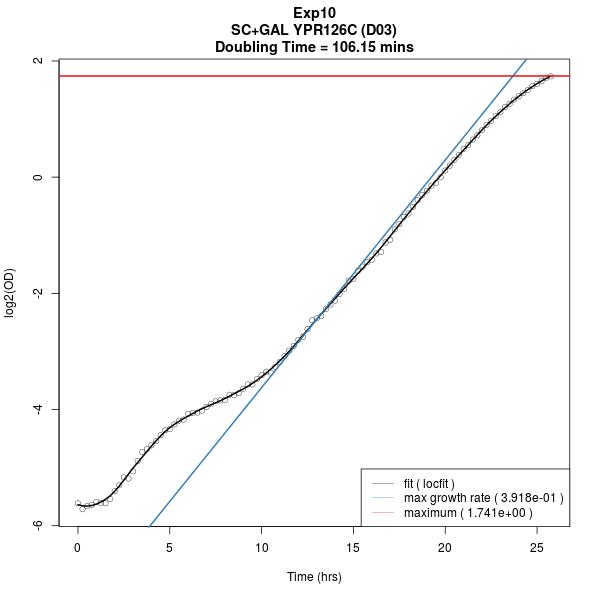 Exp10
SC+GAL YPR126C (D03)
Doubling Time = 106.15 mins
log2(OD)
2
0
-2
-4
-6
0 5 10 15 20 25
Time (hrs)
fit ( locfit )
max growth rate ( 3.918e-01 )
maximum ( 1.741e+00 )